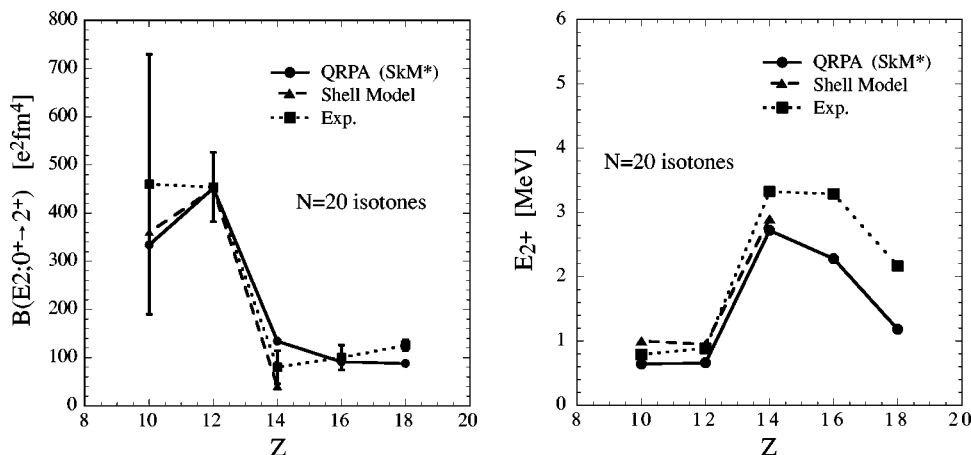 800
700
600
500
400
300
200
100
0
8 10 12 14 16 18 20
Z
B(E2;0⁺→2⁺) [e²fm⁴]
QRPA (SkM*)
Shell Model
Exp.
N=20 isotones
6
5
4
3
2
1
0
8 10 12 14 16 18 20
Z
E₂₊ [MeV]
QRPA (SkM*)
Shell Model
Exp.
N=20 isotones